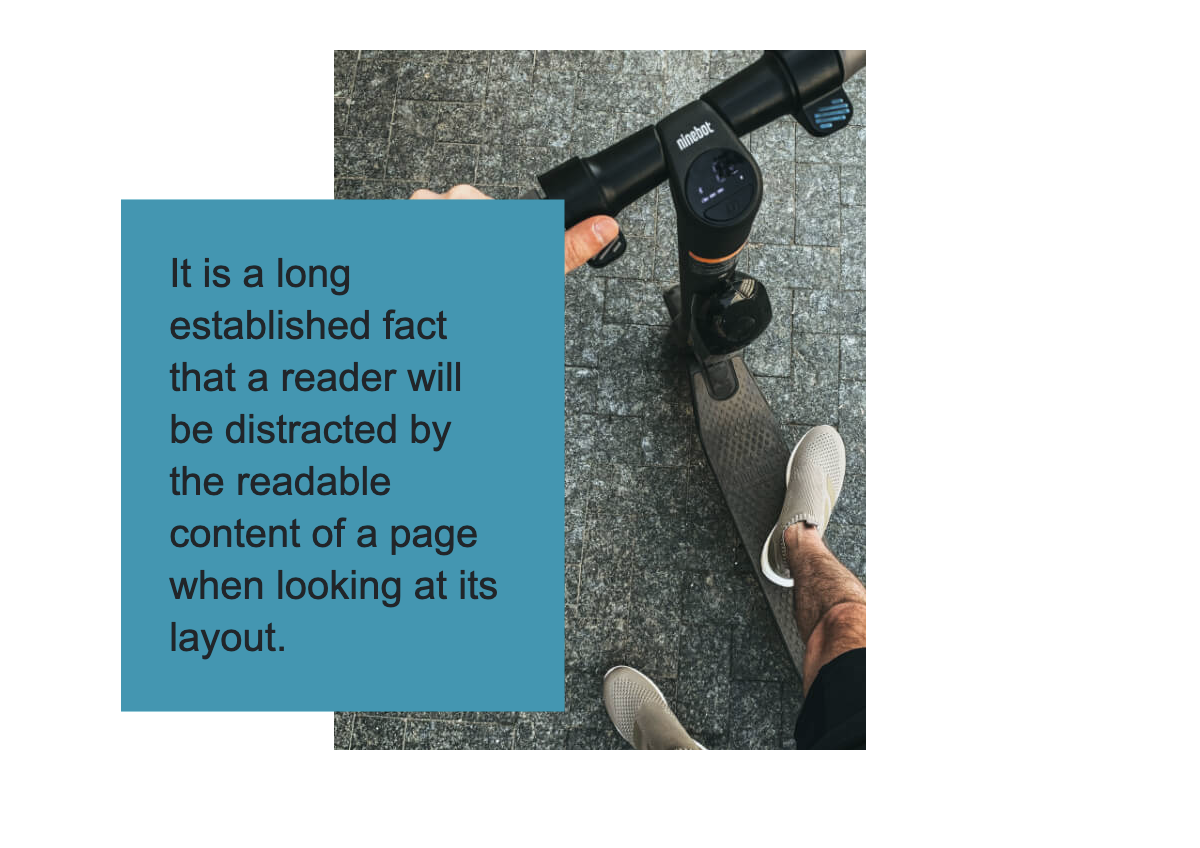 ninebot
It is a long
established fact
that a reader will
be distracted by
the readable
content of a page
when looking at its
layout.